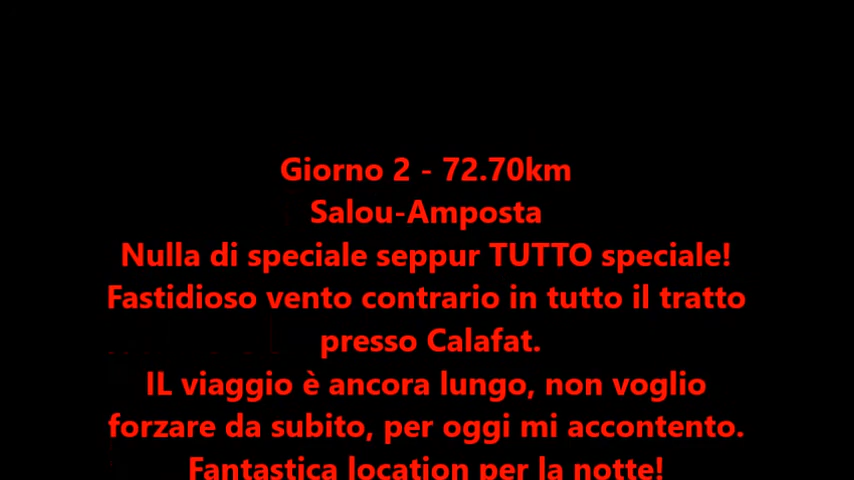 Giorno 2 - 72.70km
Salou-Amposta
Nulla di speciale seppur TUTTO speciale!
Fastidioso vento contrario in tutto il tratto
presso Calafat.
IL viaggio è ancora lungo, non voglio
forzare da subito, per oggi mi accontento.
Fantastica location per la notte!